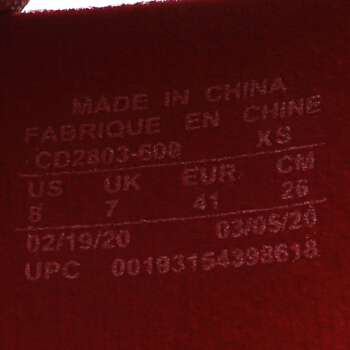 MADE IN CHINA
FABRIQUE EN CHINE
CD2803-600 XS
US UK EUR CM
8 7 41 26
02/19/20 03/05/20
UPC 00193154398618